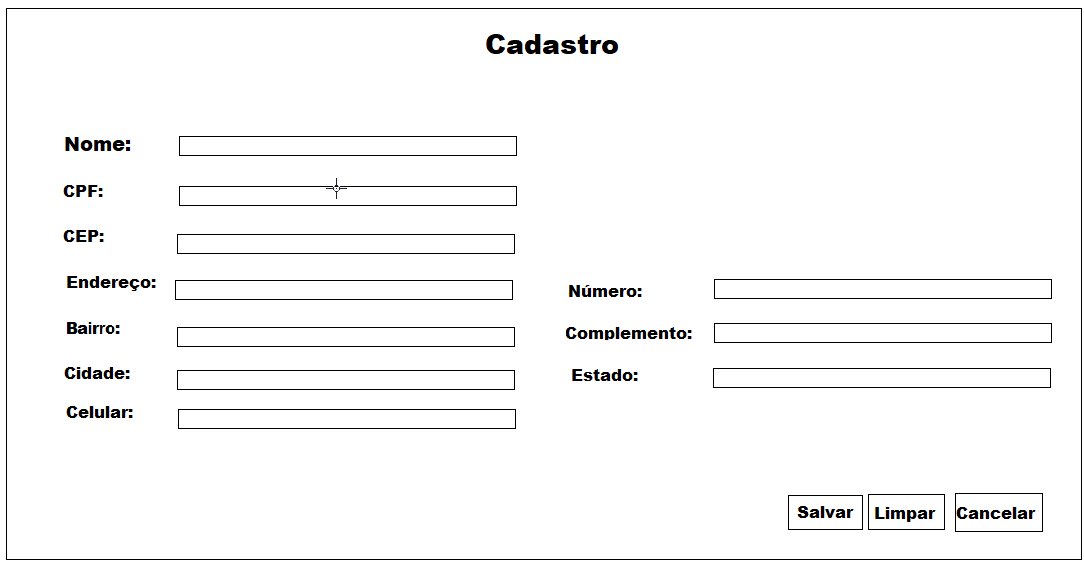 Cadastro
Nome:
CPF:
CEP:
Endereço:
Número:
Bairro:
Complemento:
Cidade:
Estado:
Celular:
Salvar Limpar Cancelar